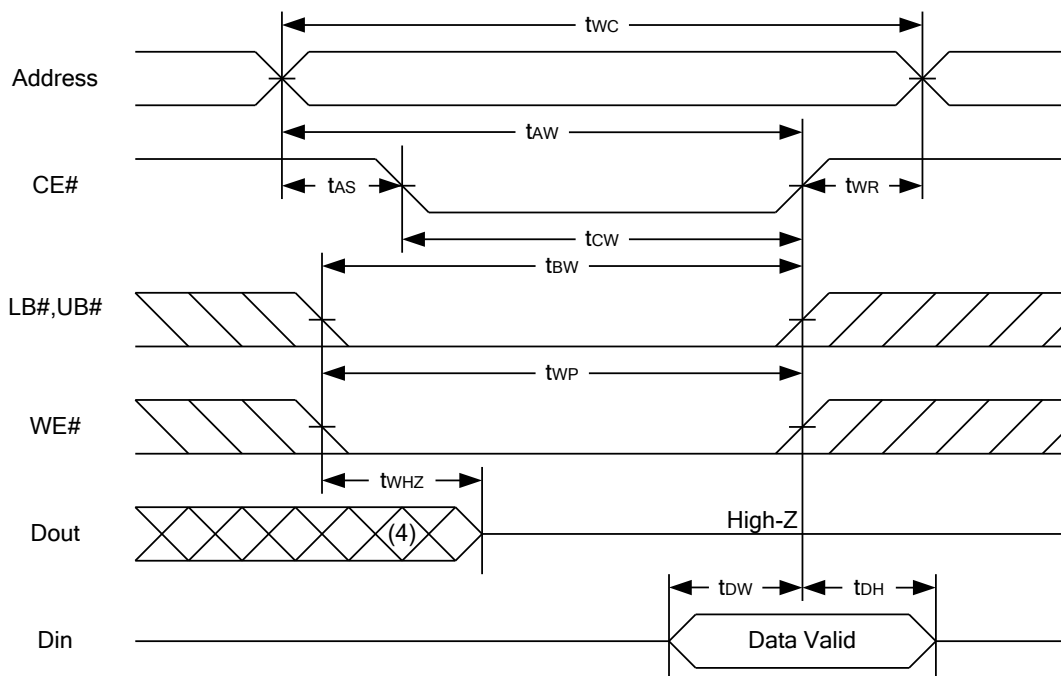 tWC
Address
tAW
CE#
tAS
tWR
tCW
tBW
LB#,UB#
tWP
WE#
tWHZ
Dout
(4)
High-Z
tDW
tDH
Din
Data Valid